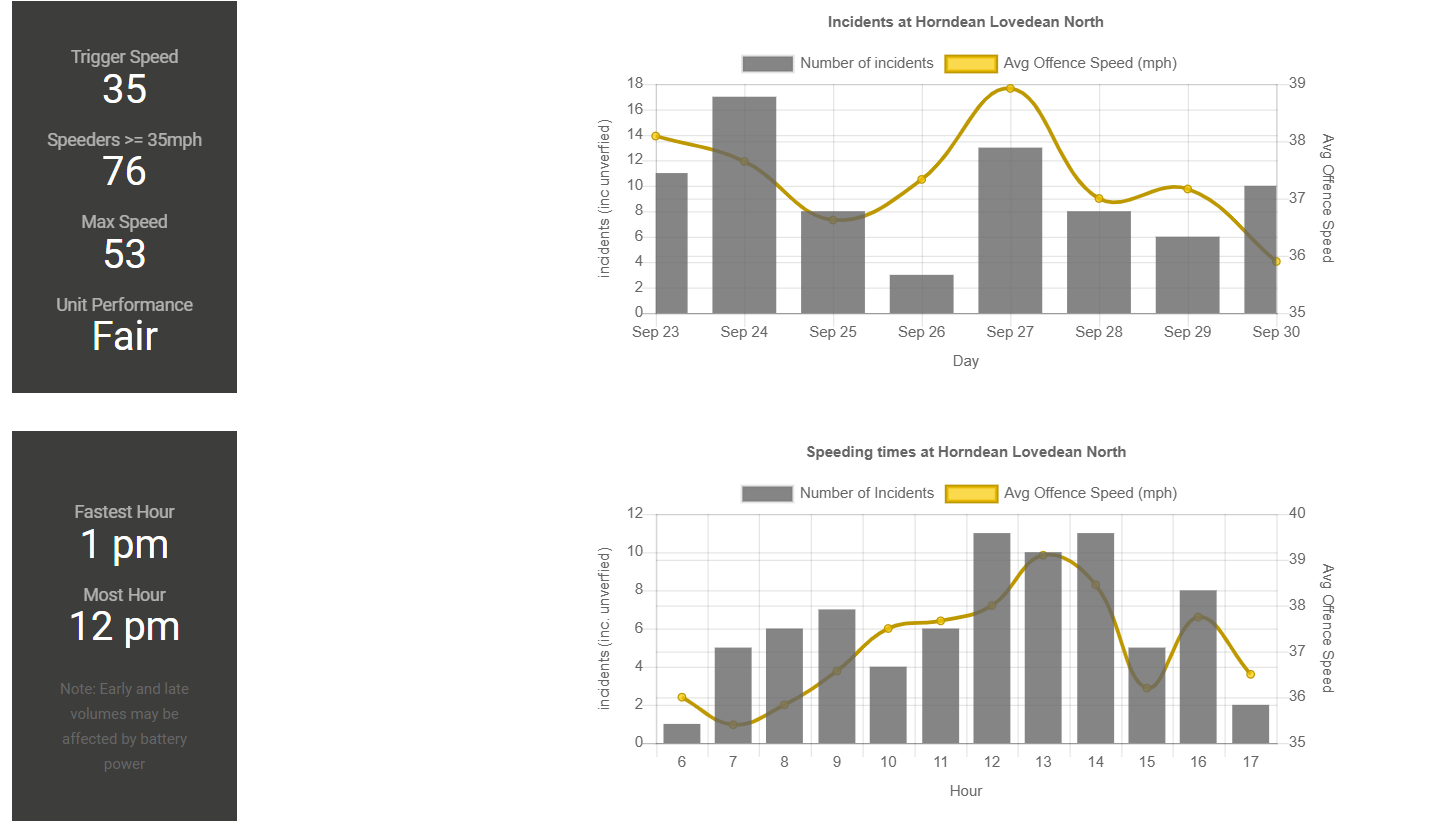 Trigger Speed
35
Speeders >= 35mph
76
Max Speed
53
Unit Performance
Fair
Incidents at Horndean Lovedean North
Number of incidents
Avg Offence Speed (mph)
incidents (inc unverfied)
18
16
14
12
10
8
6
4
2
0
39
38
37
36
35
Avg Offence Speed
Sep 23 Sep 24 Sep 25 Sep 26 Sep 27 Sep 28 Sep 29 Sep 30
Day
Fastest Hour
1 pm
Most Hour
12 pm
Note: Early and late
volumes may be
affected by battery
power
Speeding times at Horndean Lovedean North
Number of Incidents
Avg Offence Speed (mph)
incidents (inc. unverfied)
12
10
8
6
4
2
0
40
39
38
37
36
35
Avg Offence Speed
6 7 8 9 10 11 12 13 14 15 16 17
Hour